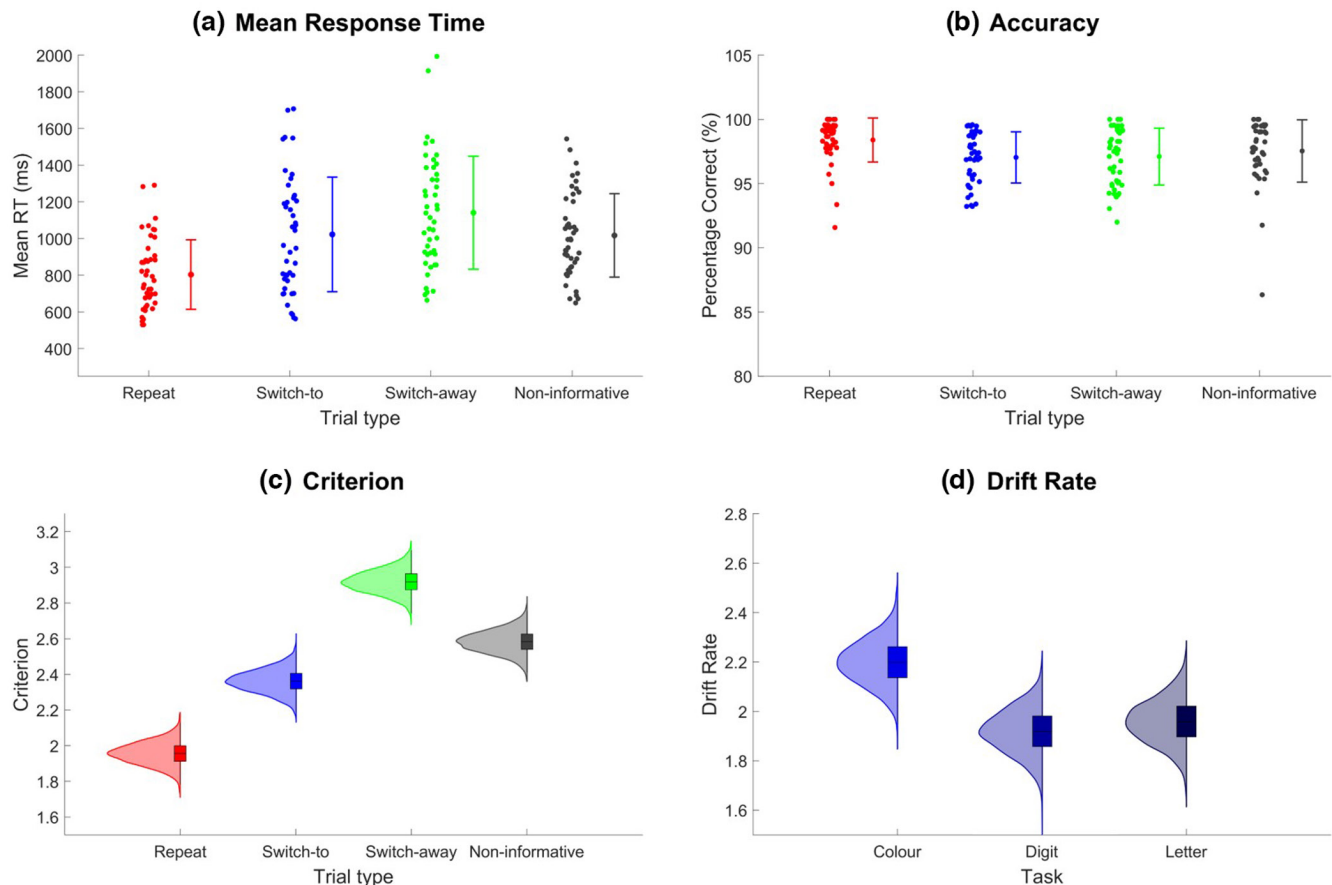 (a) Mean Response Time
2000
1800
1600
1400
1200
1000
800
600
400
Mean RT (ms)
Repeat Switch-to Switch-away Non-informative
Trial type
(b) Accuracy
105
100
95
90
85
80
Percentage Correct (%)
Repeat Switch-to Switch-away Non-informative
Trial type
(c) Criterion
3.2
3
2.8
2.6
2.4
2.2
2
1.8
1.6
Criterion
Repeat Switch-to Switch-away Non-informative
Trial type
(d) Drift Rate
2.8
2.6
2.4
2.2
2
1.8
1.6
Drift Rate
Colour Digit Letter
Task